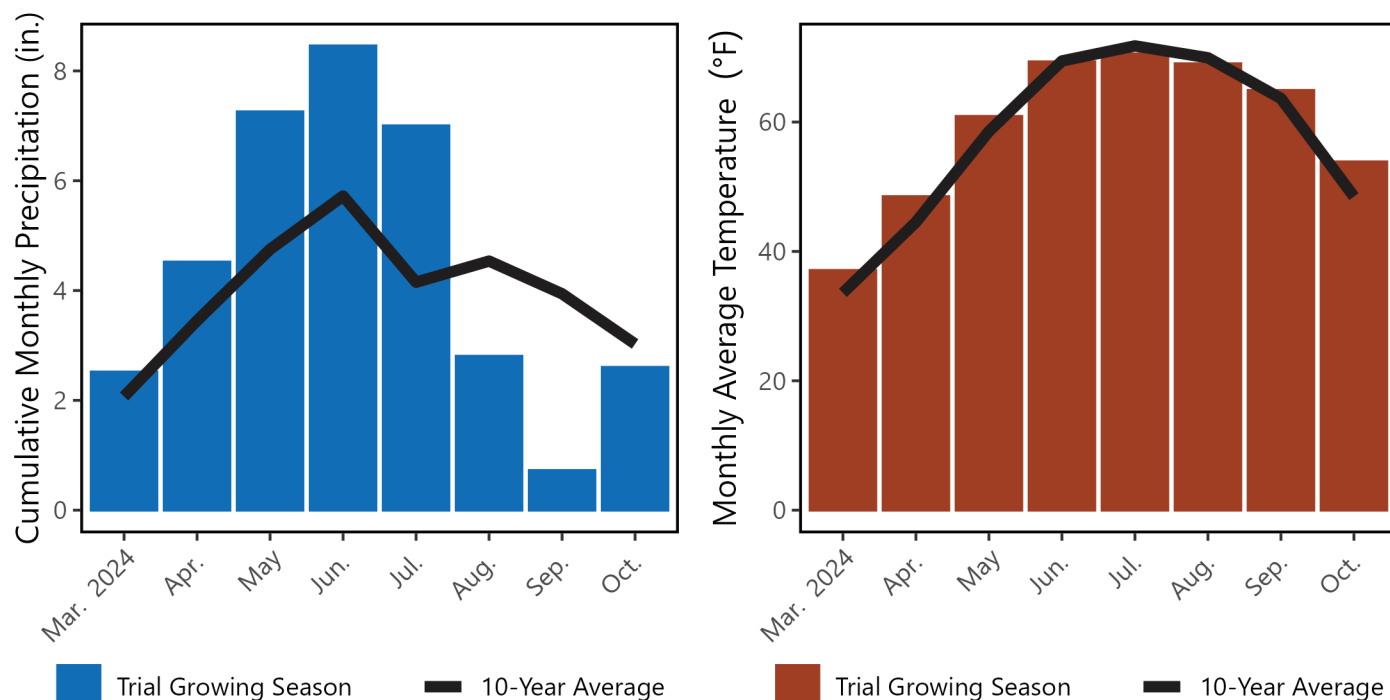 Cumulative Monthly Precipitation (in.)
8
6
4
2
0
Mar. 2024
Apr.
May
Jun.
Jul.
Aug.
Sep.
Oct.
Trial Growing Season
10-Year Average
Monthly Average Temperature (°F)
60
40
20
0
Mar. 2024
Apr.
May
Jun.
Jul.
Aug.
Sep.
Oct.
Trial Growing Season
10-Year Average